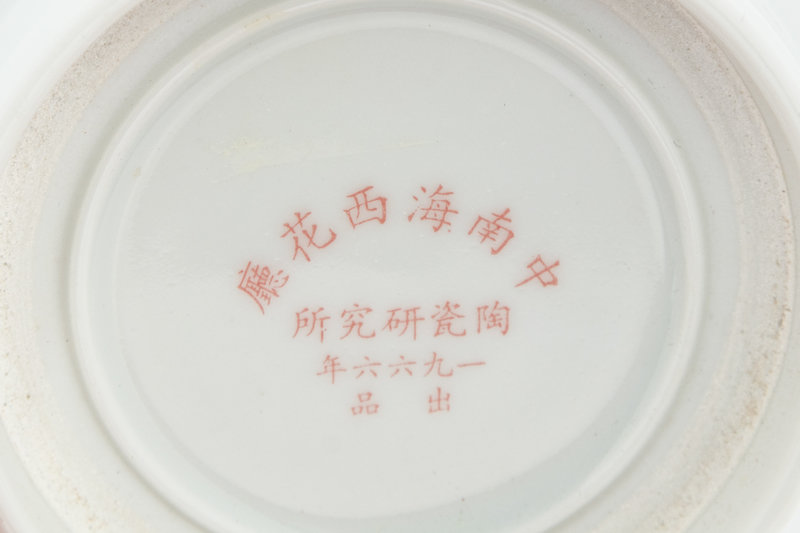 中南海西花廳
陶瓷研究所
一九六六年
出品